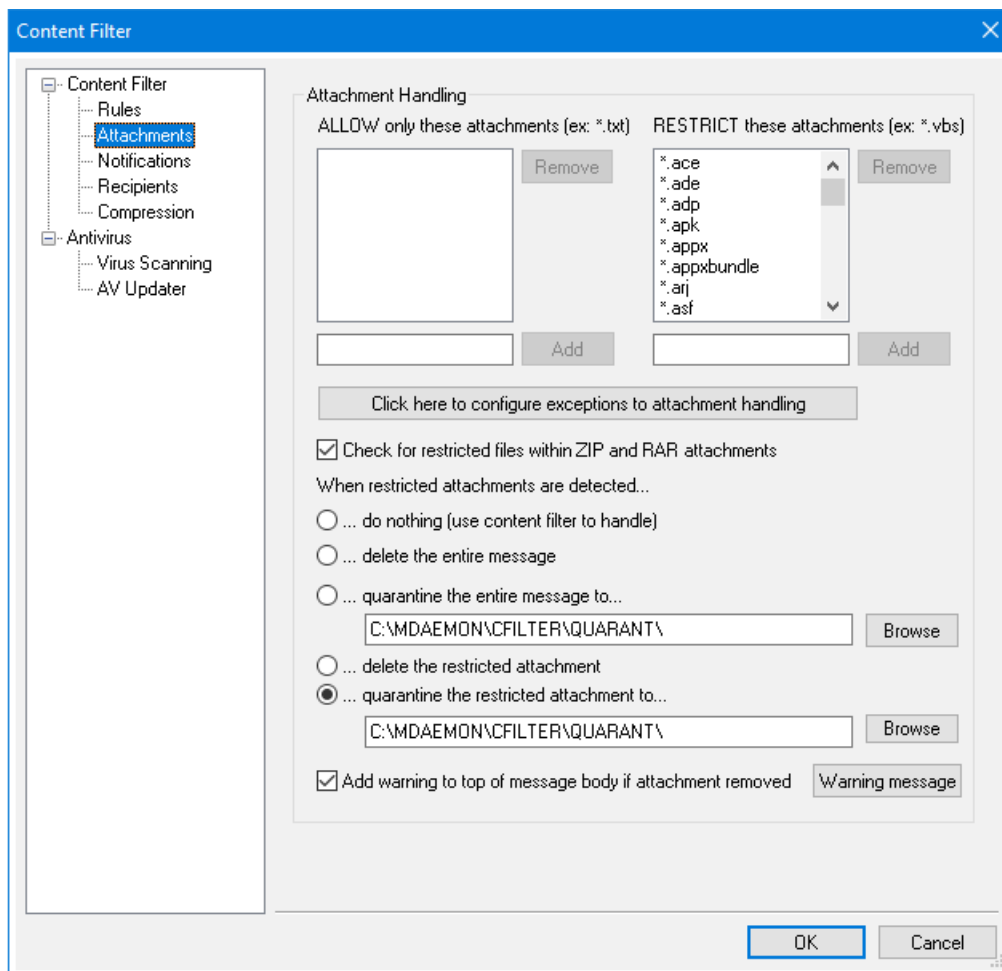 Content Filter
Content Filter
Rules
Attachments
Notifications
Recipients
Compression
Antivirus
Virus Scanning
AV Updater
Attachment Handling
ALLOW only these attachments (ex: *.txt)
Remove
Add
RESTRICT these attachments (ex: *.vbs)
*.ace
*.ade
*.adp
*.apk
*.appx
*.appxbundle
*.arj
*.asf
Remove
Add
Click here to configure exceptions to attachment handling
Check for restricted files within ZIP and RAR attachments
When restricted attachments are detected...
... do nothing (use content filter to handle)
... delete the entire message
... quarantine the entire message to...
C:\MDAEMON\CFILTER\QUARANT\
Browse
... delete the restricted attachment
... quarantine the restricted attachment to...
C:\MDAEMON\CFILTER\QUARANT\
Browse
Add warning to top of message body if attachment removed
Warning message
OK
Cancel